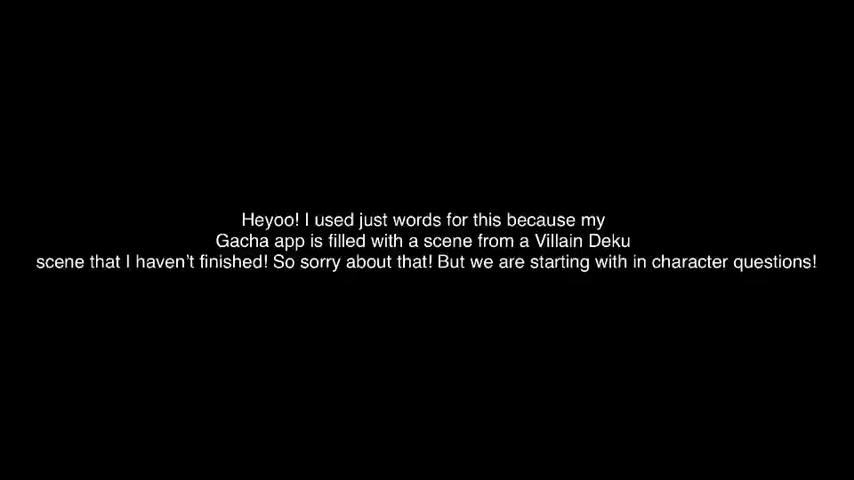 Heyoo! I used just words for this because my
Gacha app is filled with a scene from a Villain Deku
scene that I haven't finished! So sorry about that! But we are starting with in character questions!